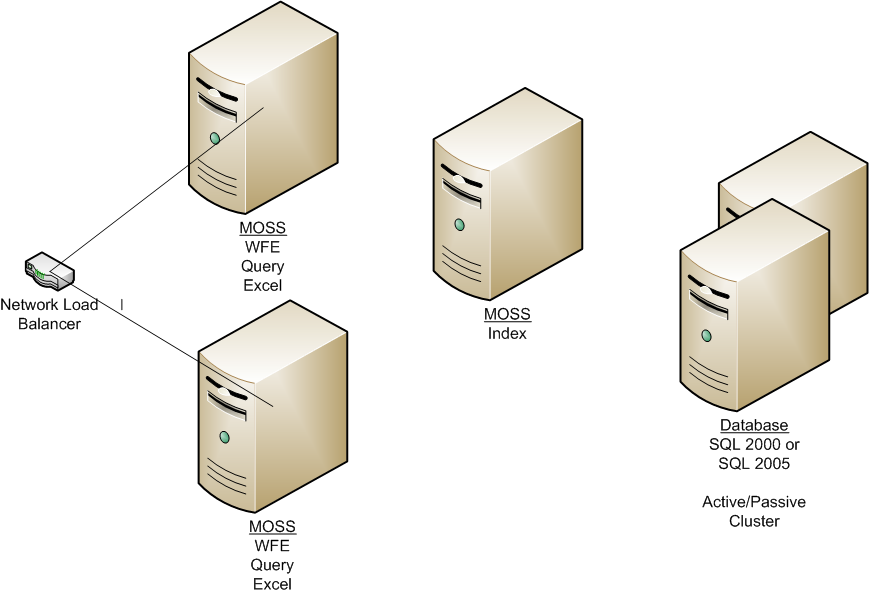 MOSS
WFE
Query
Excel
Network Load
Balancer
MOSS
Index
Database
SQL 2000 or
SQL 2005
Active/Passive
Cluster
MOSS
WFE
Query
Excel